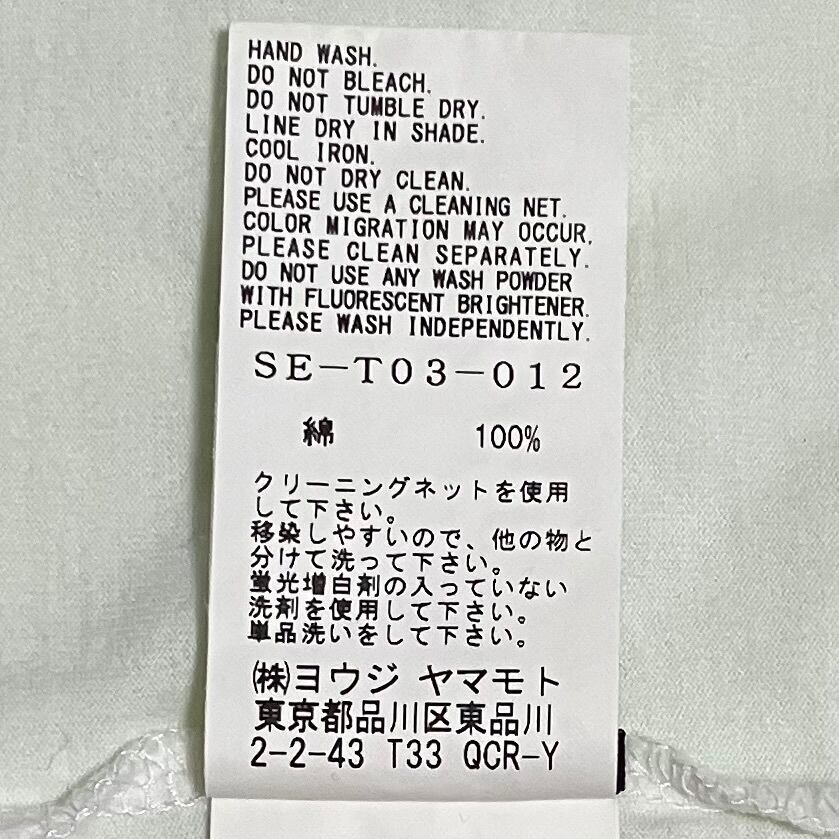 HAND WASH.
DO NOT BLEACH.
DO NOT TUMBLE DRY.
LINE DRY IN SHADE.
COOL IRON.
DO NOT DRY CLEAN.
PLEASE USE A CLEANING NET.
COLOR MIGRATION MAY OCCUR,
PLEASE CLEAN SEPARATELY.
DO NOT USE ANY WASH POWDER
WITH FLUORESCENT BRIGHTENER.
PLEASE WASH INDEPENDENTLY.
SE-T03-012
綿 100%
クリーニングネットを使用
して下さい。
移染しやすいので、他の物と
分けて洗って下さい。
蛍光増白剤の入っていない
洗剤を使用して下さい。
単品洗いをして下さい。
㈱ヨウジ ヤマモト
東京都品川区東品川
2-2-43 T33 QCR-Y